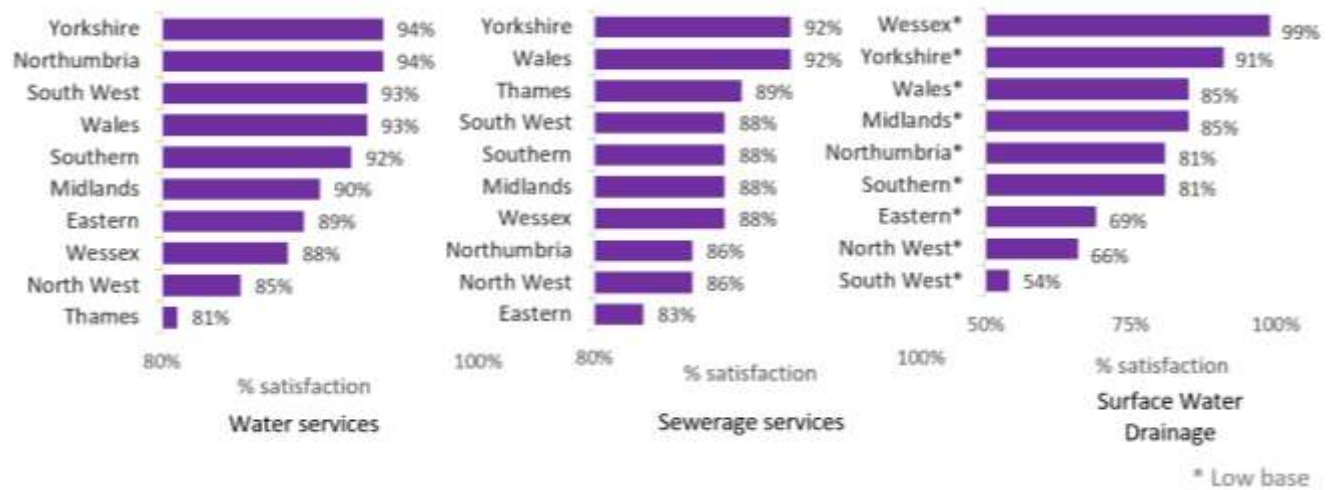 Yorkshire 94%
Northumbria 94%
South West 93%
Wales 93%
Southern 92%
Midlands 90%
Eastern 89%
Wessex 88%
North West 85%
Thames 81%
80% 100%
% satisfaction
Water services
Yorkshire 92%
Wales 92%
Thames 89%
South West 88%
Southern 88%
Midlands 88%
Wessex 88%
Northumbria 86%
North West 86%
Eastern 83%
80% 100%
% satisfaction
Sewerage services
Wessex* 99%
Yorkshire* 91%
Wales* 85%
Midlands* 85%
Northumbria* 81%
Southern* 81%
Eastern* 69%
North West* 66%
South West* 54%
50% 75% 100%
% satisfaction
Surface Water
Drainage
* Low base